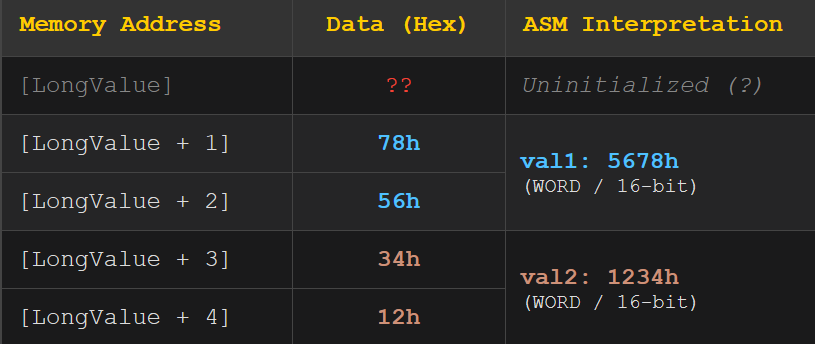 Memory Address Data (Hex) ASM Interpretation
[LongValue] ?? Uninitialized (?)
[LongValue + 1] 78h
val1: 5678h
(WORD / 16-bit)
[LongValue + 2] 56h
[LongValue + 3] 34h
val2: 1234h
(WORD / 16-bit)
[LongValue + 4] 12h